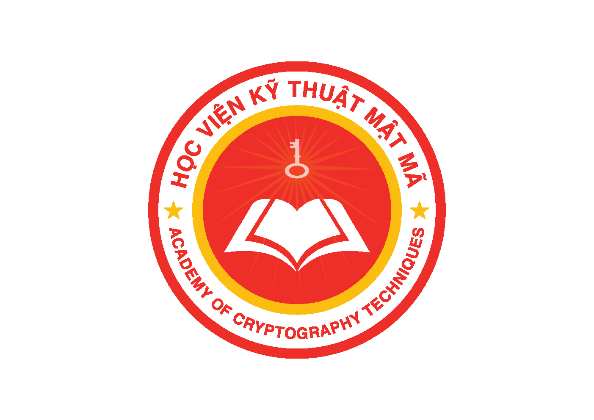 HỌC VIỆN KỸ THUẬT MẬT MÃ
ACADEMY OF CRYPTOGRAPHY TECHNIQUES